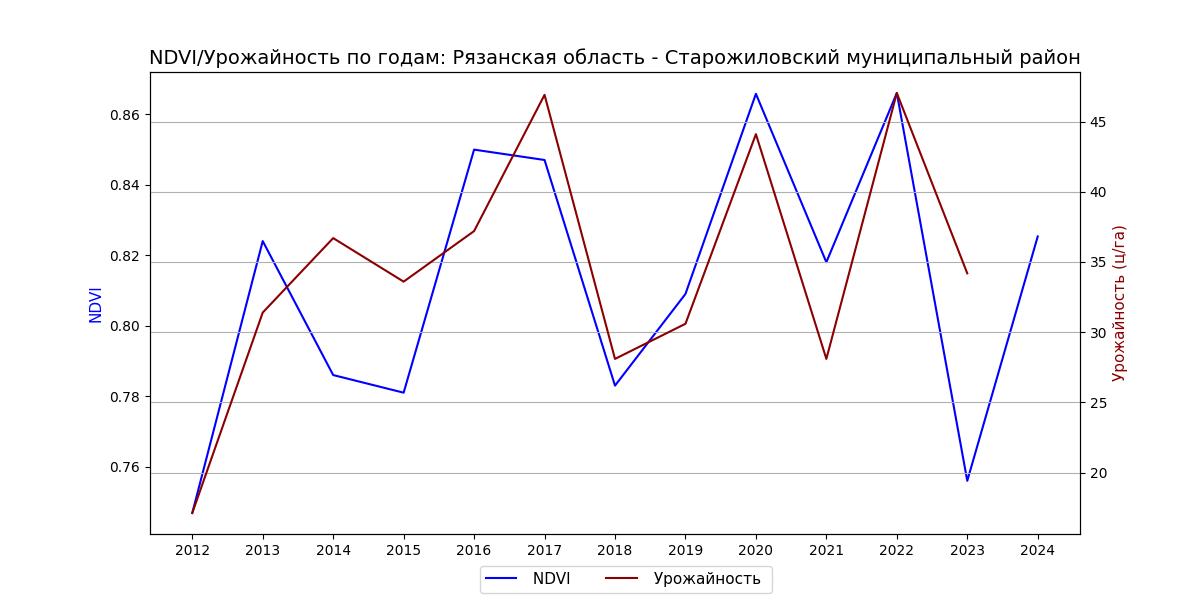 NDVI/Урожайность по годам: Рязанская область - Старожиловский муниципальный район
0.86
0.84
0.82
0.80
0.78
0.76
NDVI
45
40
35
30
25
20
Урожайность (ц/га)
2012 2013 2014 2015 2016 2017 2018 2019 2020 2021 2022 2023 2024
NDVI Урожайность